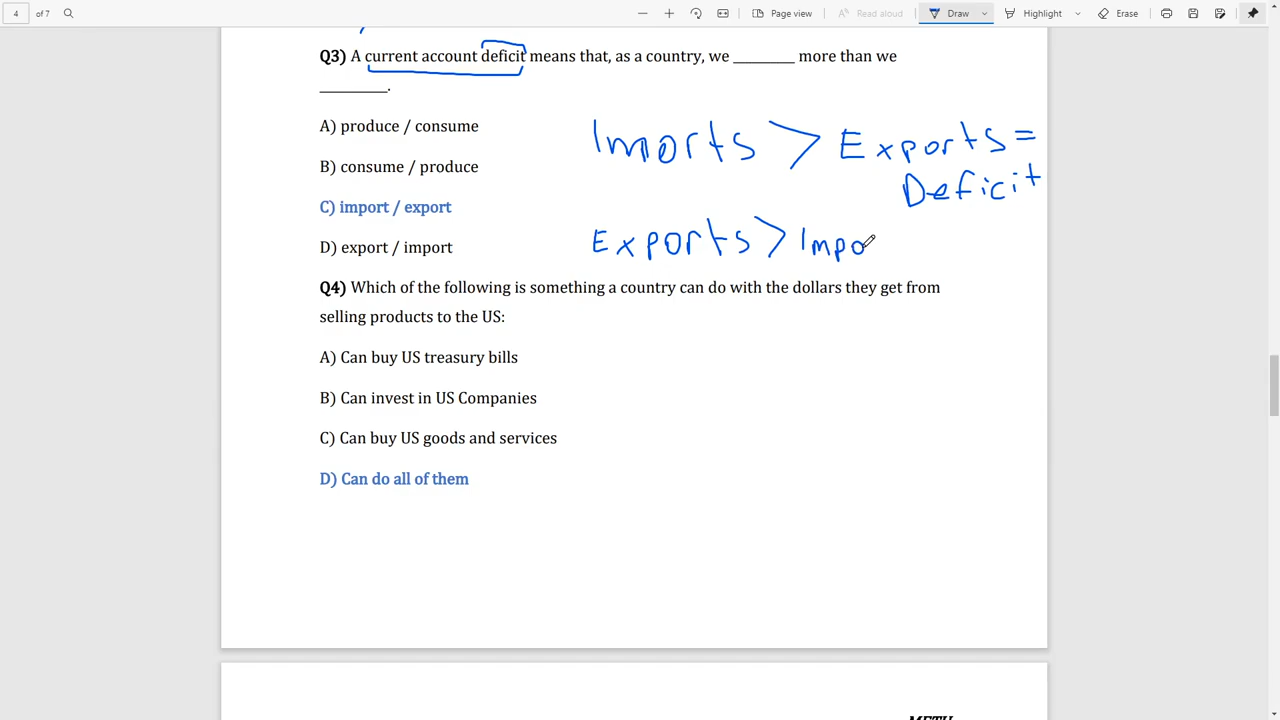 4 of 7 Page view Read aloud Draw Highlight Erase
Q3) A current account deficit means that, as a country, we ________ more than we
_________.
A) produce / consume
B) consume / produce
C) import / export
D) export / import
Imorts > Exports =
Deficit
Exports > Impo
Q4) Which of the following is something a country can do with the dollars they get from
selling products to the US:
A) Can buy US treasury bills
B) Can invest in US Companies
C) Can buy US goods and services
D) Can do all of them